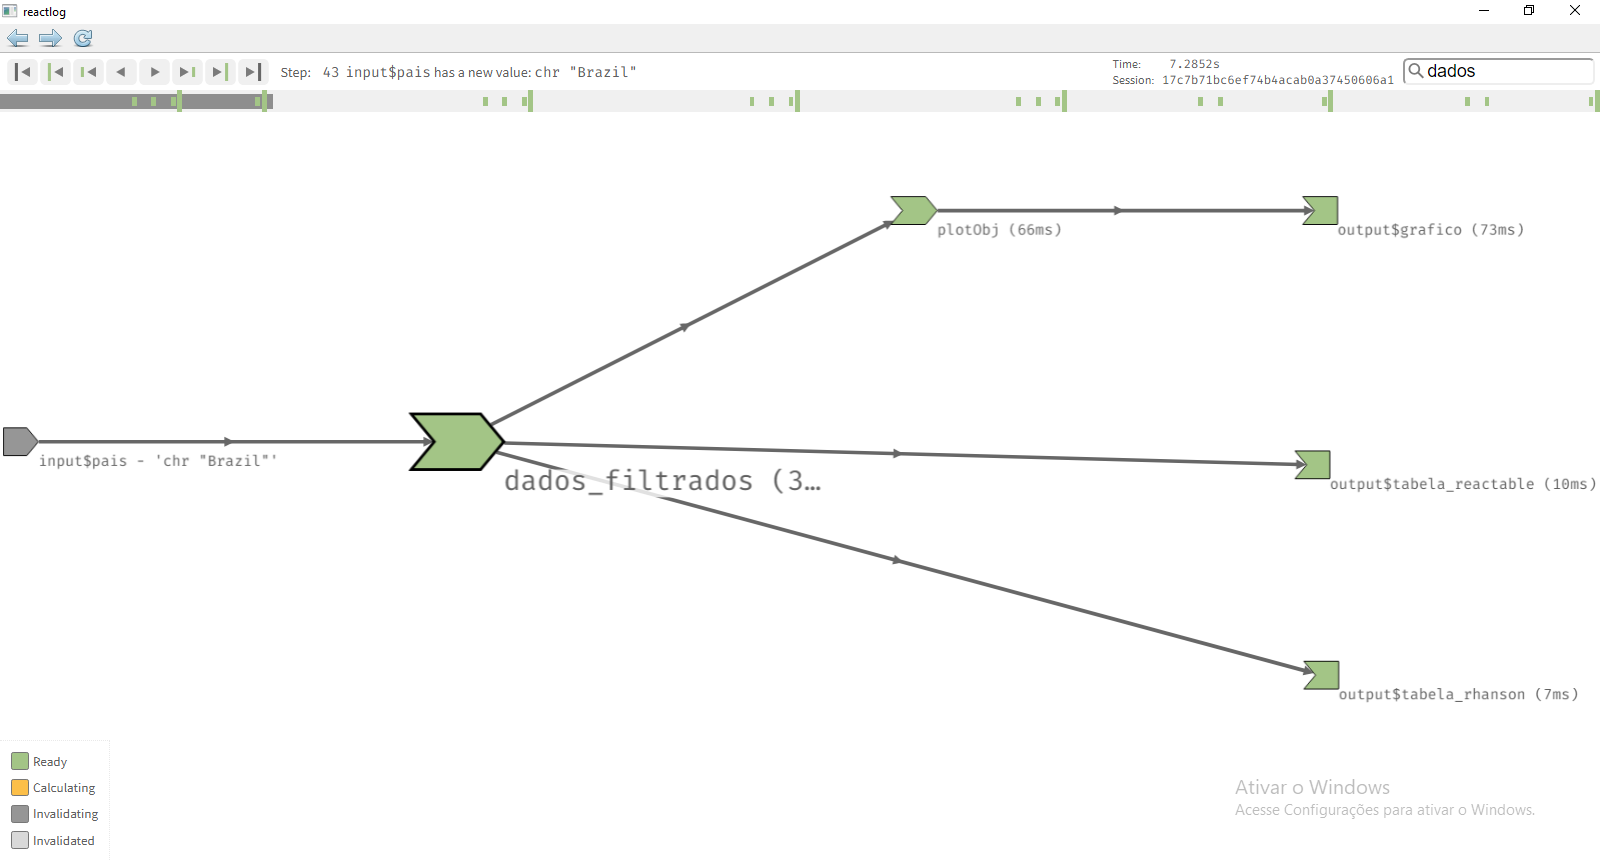 reactlog
Step: 43 input$pais has a new value: chr "Brazil"
Time: 7.2852s
Session: 17c7b71bc6ef74b4acab0a37450606a1
dados
plotObj (66ms)
output$grafico (73ms)
input$pais - 'chr "Brazil"'
dados_filtrados (3…
output$tabela_reactable (10ms)
output$tabela_rhanson (7ms)
Ready
Calculating
Invalidating
Invalidated
Ativar o Windows
Acesse Configurações para ativar o Windows.